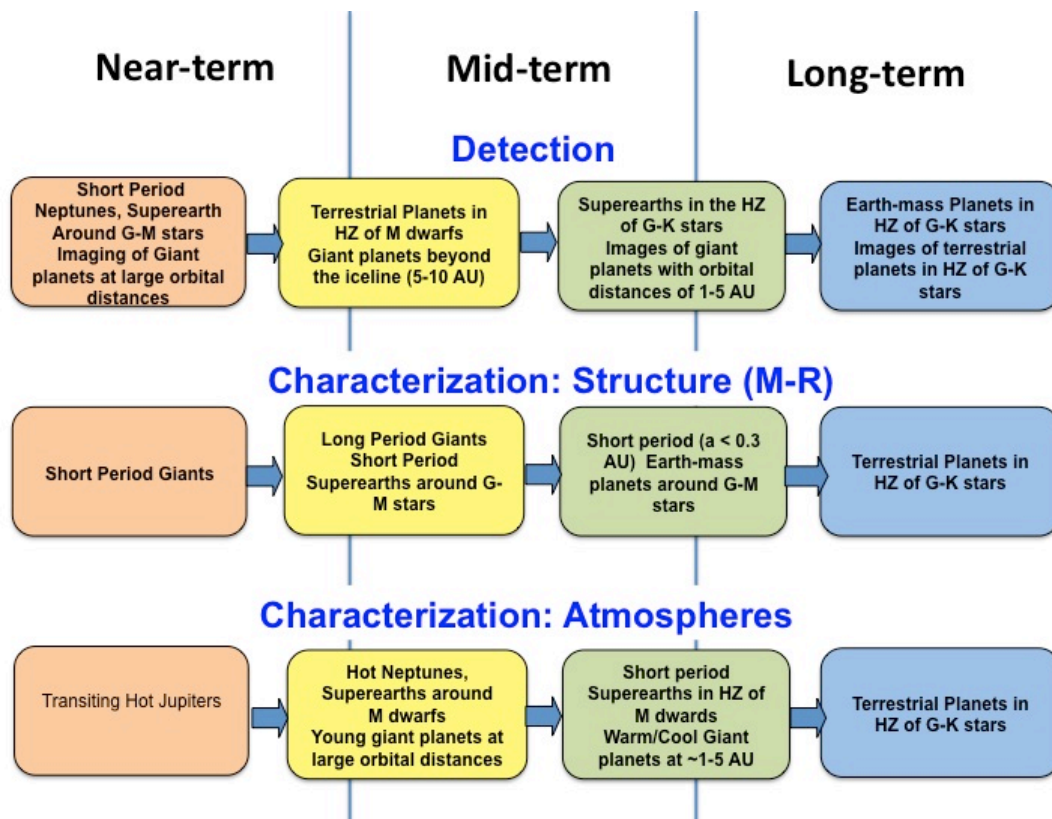 Near-term
Mid-term
Long-term
Detection
Short Period
Neptunes, Superearth
Around G-M stars
Imaging of Giant
planets at large orbital
distances
Terrestrial Planets in
HZ of M dwarfs
Giant planets beyond
the iceline (5-10 AU)
Superearths in the HZ
of G-K stars
Images of giant
planets with orbital
distances of 1-5 AU
Earth-mass Planets in
HZ of G-K stars
Images of terrestrial
planets in HZ of G-K
stars
Characterization: Structure (M-R)
Short Period Giants
Long Period Giants
Short Period
Superearths around G-
M stars
Short period (a < 0.3
AU) Earth-mass
planets around G-M
stars
Terrestrial Planets in
HZ of G-K stars
Characterization: Atmospheres
Transiting Hot Jupiters
Hot Neptunes,
Superearths around
M dwarfs
Young giant planets at
large orbital distances
Short period
Superearths in HZ of
M dwards
Warm/Cool Giant
planets at ~1-5 AU
Terrestrial Planets in
HZ of G-K stars